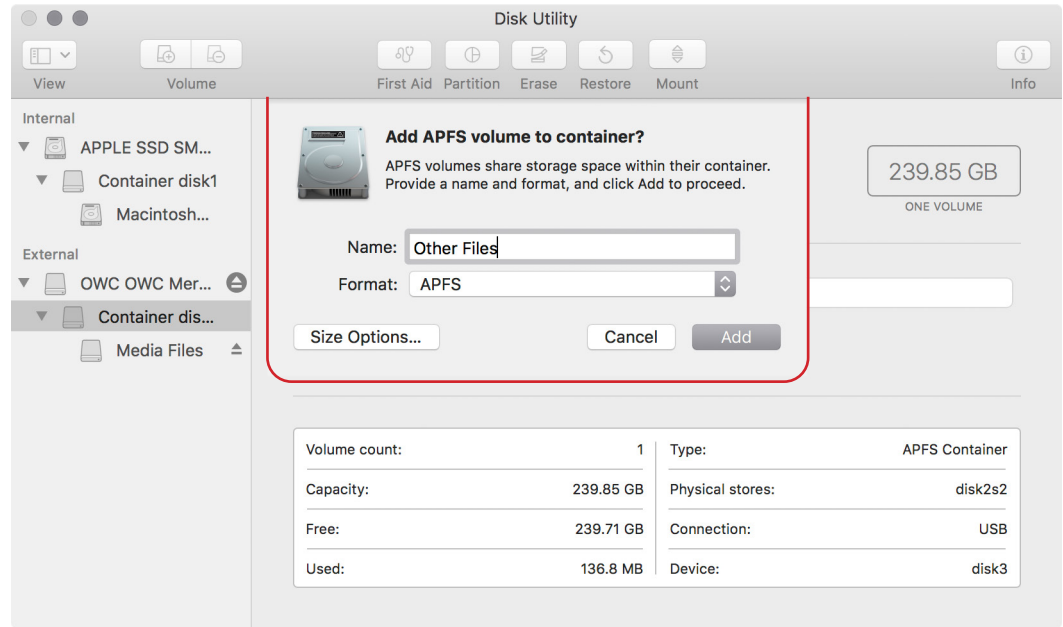 Disk Utility
View Volume First Aid Partition Erase Restore Mount Info
Internal
APPLE SSD SM...
Container disk1
Macintosh...
External
OWC OWC Mer...
Container dis...
Media Files
Add APFS volume to container?
APFS volumes share storage space within their container.
Provide a name and format, and click Add to proceed.
Name: Other Files
Format: APFS
Size Options... Cancel Add
239.85 GB
ONE VOLUME
Volume count: 1 Type: APFS Container
Capacity: 239.85 GB Physical stores: disk2s2
Free: 239.71 GB Connection: USB
Used: 136.8 MB Device: disk3